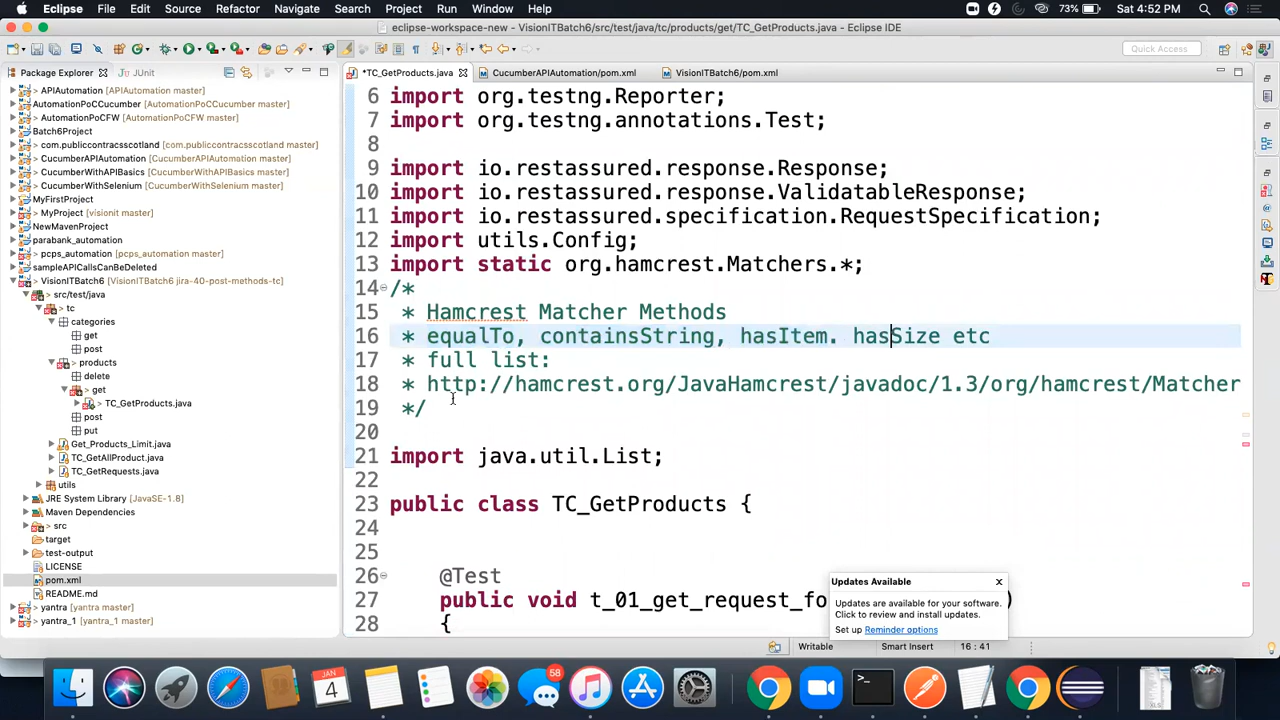 Eclipse File Edit Source Refactor Navigate Search Project Run Window Help 73% Sat 4:52 PM
eclipse-workspace-new - VisionITBatch6/src/test/java/tc/products/get/TC_GetProducts.java - Eclipse IDE
Quick Access
Package Explorer JUnit
*TC_GetProducts.java CucumberAPIAutomation/pom.xml VisionITBatch6/pom.xml
APIAutomation [APIAutomation master]
AutomationPoCCucumber [AutomationPoCCucumber master]
AutomationPoCFW [AutomationPoCFW master]
Batch6Project
com.publiccontracsscotland [com.publiccontracsscotland master]
CucumberAPIAutomation [CucumberWithAPIBasics master]
CucumberWithAPIBasics [CucumberWithAPIBasics master]
CucumberWithSelenium [CucumberWithSelenium master]
MyFirstProject
MyProject [visionit master]
NewMavenProject
parabank_automation
pcps_automation [pcps_automation master]
sampleAPICallsCanBeDeleted
VisionITBatch6 [VisionITBatch6 jira-40-post-methods-tc]
src/test/java
tc
categories
get
post
products
delete
get
TC_GetProducts.java
post
put
Get_Products_Limit.java
TC_GetAllProduct.java
TC_GetRequests.java
utils
JRE System Library [JavaSE-1.8]
Maven Dependencies
src
target
test-output
LICENSE
pom.xml
README.md
yantra [yantra master]
yantra_1 [yantra_1 master]
6 import org.testng.Reporter;
7 import org.testng.annotations.Test;
8
9 import io.restassured.response.Response;
10 import io.restassured.response.ValidatableResponse;
11 import io.restassured.specification.RequestSpecification;
12 import utils.Config;
13 import static org.hamcrest.Matchers.*;
14 /*
15 * Hamcrest Matcher Methods
16 * equalTo, containsString, hasItem. hasSize etc
17 * full list:
18 * http://hamcrest.org/JavaHamcrest/javadoc/1.3/org/hamcrest/Matcher
19 */
20
21 import java.util.List;
22
23 public class TC_GetProducts {
24
25
26 @Test
27 public void t_01_get_request_fo )
28 {
Updates Available
Updates are available for your software.
Click to review and install updates.
Set up Reminder options
Writable Smart Insert 16 : 41
JAN
4
58